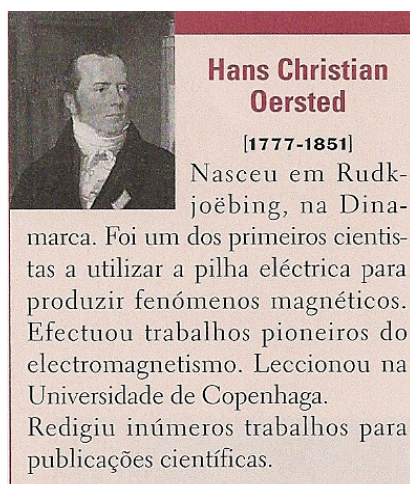 Hans Christian
Oersted
[1777-1851]
Nasceu em Rudk-
joëbing, na Dina-
marca. Foi um dos primeiros cientis-
tas a utilizar a pilha eléctrica para
produzir fenómenos magnéticos.
Efectuou trabalhos pioneiros do
electromagnetismo. Leccionou na
Universidade de Copenhaga.
Redigiu inúmeros trabalhos para
publicações científicas.